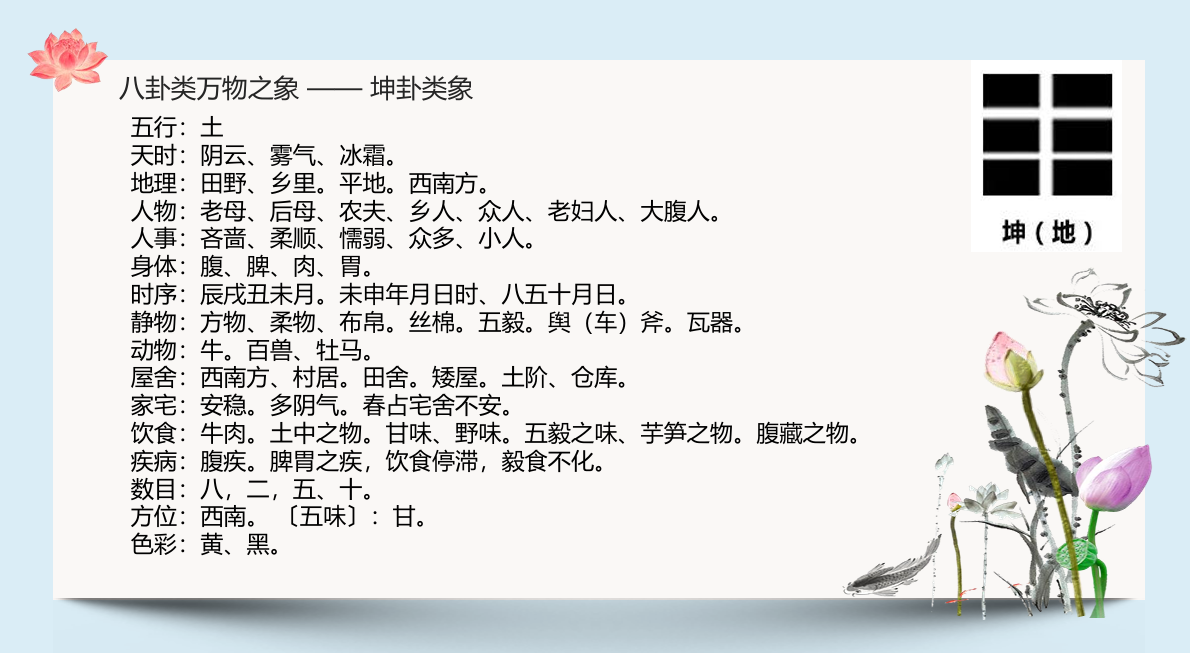 八卦类万物之象 —— 坤卦类象
五行：土
天时：阴云、雾气、冰霜。
地理：田野、乡里。平地。西南方。
人物：老母、后母、农夫、乡人、众人、老妇人、大腹人。
人事：吝啬、柔顺、懦弱、众多、小人。
身体：腹、脾、肉、胃。
时序：辰戌丑未月。未申年月日时、八五十月日。
静物：方物、柔物、布帛。丝棉。五毅。舆（车）斧。瓦器。
动物：牛。百兽、牡马。
屋舍：西南方、村居。田舍。矮屋。土阶、仓库。
家宅：安稳。多阴气。春占宅舍不安。
饮食：牛肉。土中之物。甘味、野味。五毅之味、芋笋之物。腹藏之物。
疾病：腹疾。脾胃之疾，饮食停滞，毅食不化。
数目：八，二，五、十。
方位：西南。 〔五味〕：甘。
色彩：黄、黑。
坤（地）